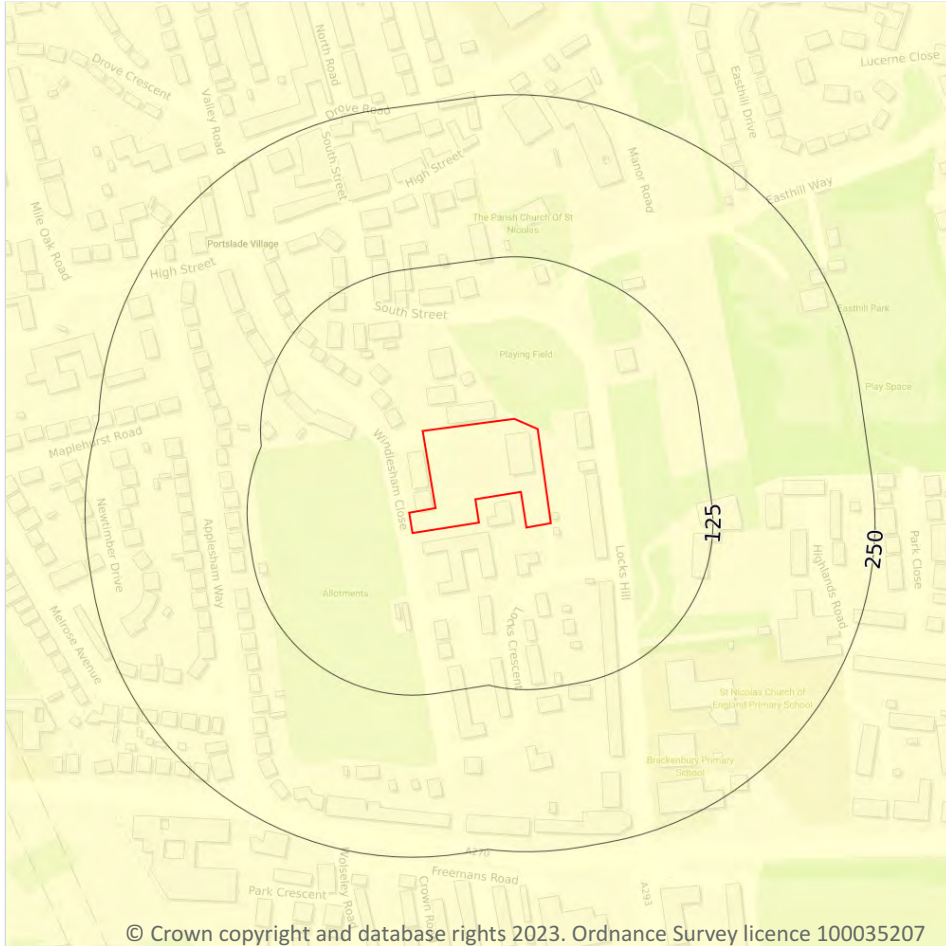 North Road
Drove Crescent
Valley Road
Lucerne Close
Easthill Drive
Drove Road
South Street
High Street
Manor Road
Easthill Way
Mile Oak Road
The Parish Church Of St
Nicolas
Portslade Village
High Street
South Street
Easthill Park
Playing Field
Play Space
Maplehurst Road
Windlesham Close
Newtimber Drive
Applesham Way
125
250
Park Close
Highlands Road
Locks Hill
Allotments
Melrose Avenue
Locks Crescent
St Nicolas Church of
England Primary School
Brackenbury Primary
School
A270
Freemans Road
Wolseley Road
Park Crescent
Crown Ro
A293
© Crown copyright and database rights 2023. Ordnance Survey licence 100035207